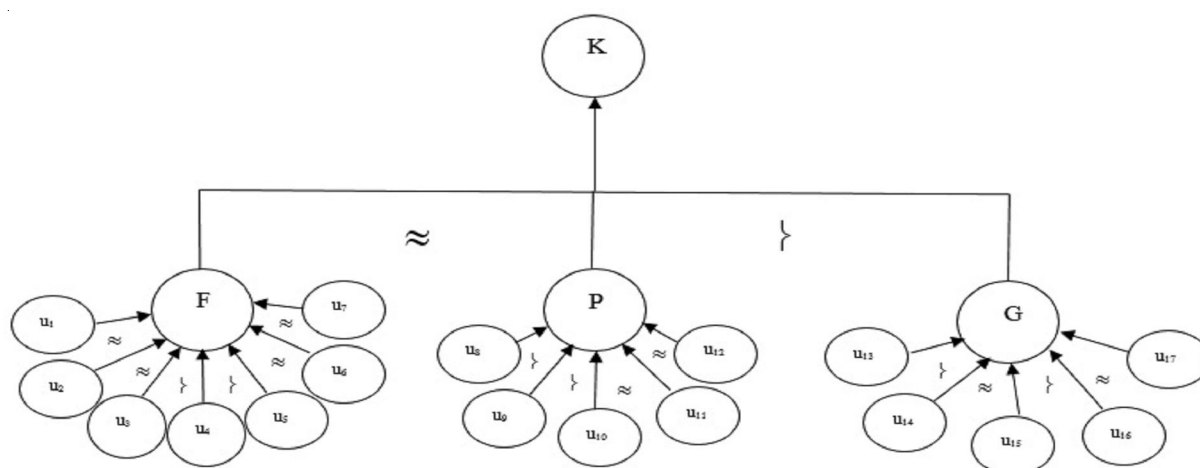 K
≈ }
F P G
u₁ ≈ u₂ ≈ u₃ } u₄ } u₅ ≈ u₆ ≈ u₇
u₈ } u₉ } u₁₀ ≈ u₁₁ ≈ u₁₂
u₁₃ } u₁₄ ≈ u₁₅ } u₁₆ ≈ u₁₇